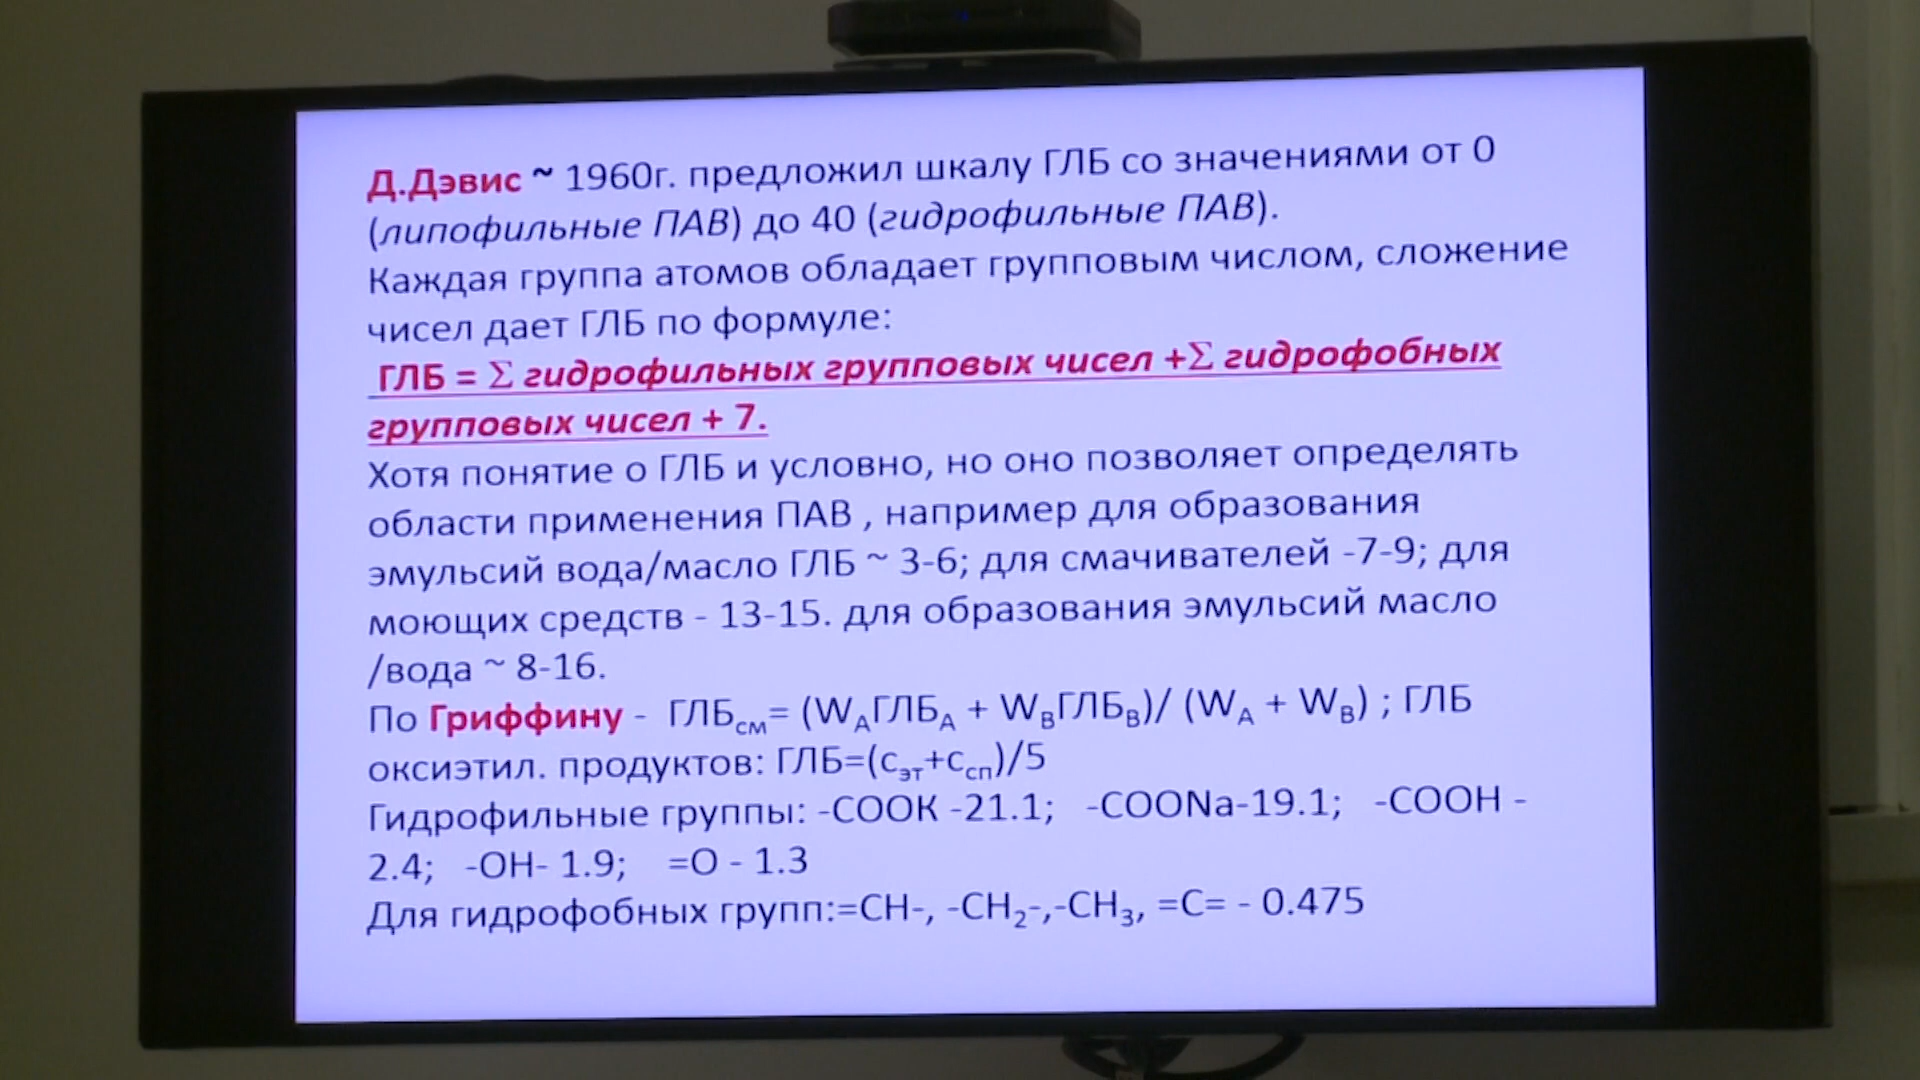 Д.Дэвис ~ 1960г. предложил шкалу ГЛБ со значениями от 0
(липофильные ПАВ) до 40 (гидрофильные ПАВ).
Каждая группа атомов обладает групповым числом, сложение
чисел дает ГЛБ по формуле:
ГЛБ = Σ гидрофильных групповых чисел +Σ гидрофобных
групповых чисел + 7.
Хотя понятие о ГЛБ и условно, но оно позволяет определять
области применения ПАВ , например для образования
эмульсий вода/масло ГЛБ ~ 3-6; для смачивателей -7-9; для
моющих средств - 13-15. для образования эмульсий масло
/вода ~ 8-16.
По Гриффину - ГЛБсм= (WAГЛБA + WBГЛБB)/ (WA + WB) ; ГЛБ
оксиэтил. продуктов: ГЛБ=(сэт+ссп)/5
Гидрофильные группы: -COOK -21.1; -COONa-19.1; -COOH -
2.4; -OH- 1.9; =O - 1.3
Для гидрофобных групп:=CH-, -CH2-,-CH3, =C= - 0.475